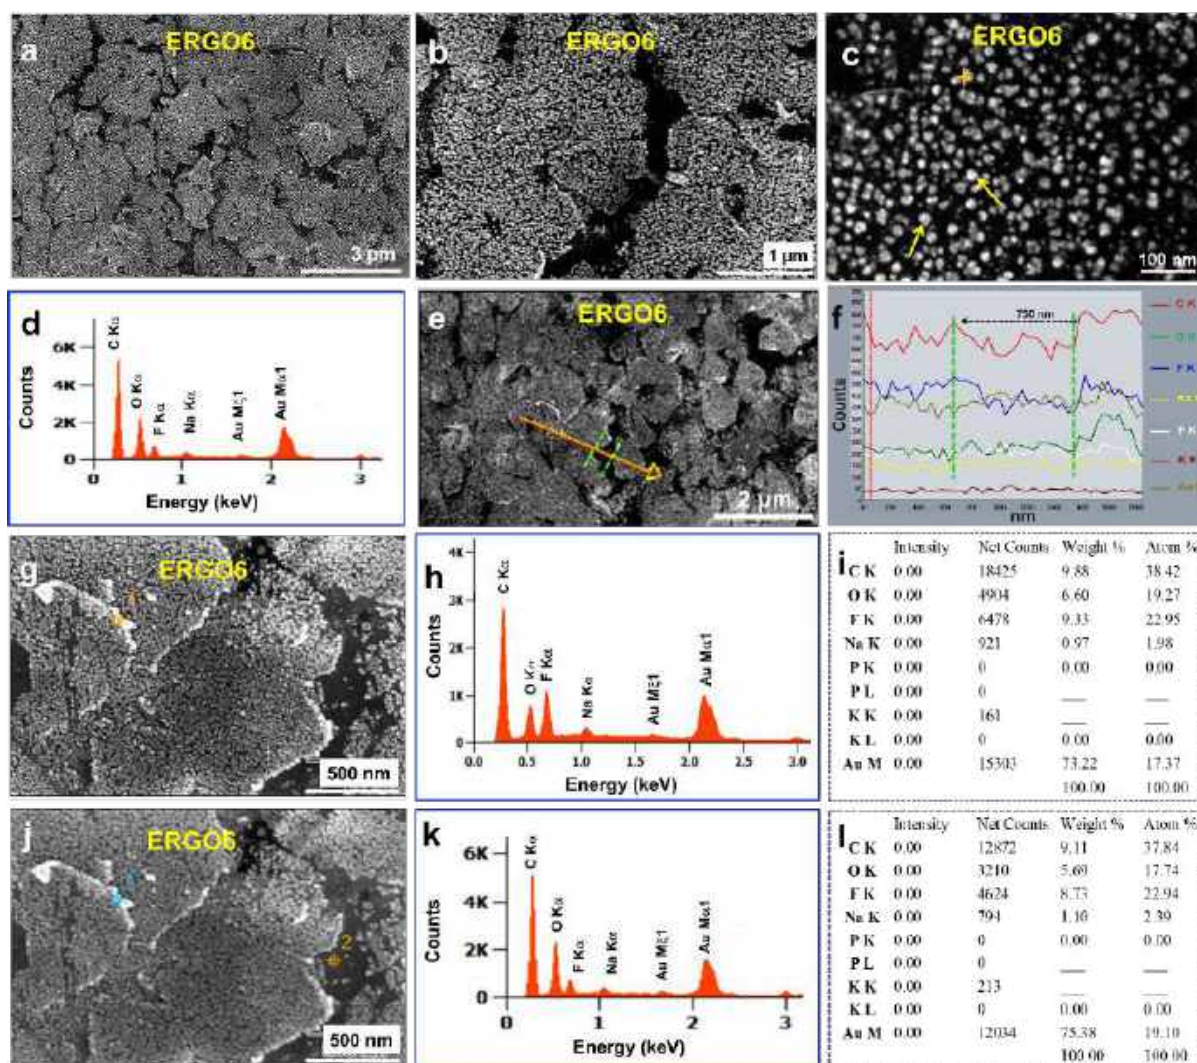 a ERGO6
3 µm
b ERGO6
1 µm
c ERGO6
100 nm
d
Counts
6K
4K
2K
0
C Kα
O Kα
F Kα
Na Kα
Au Mξ1
Au Mα1
0 1 2 3
Energy (keV)
e ERGO6
2 µm
f
750 nm
Counts
nm
C K
g ERGO6
1
500 nm
h
Counts
4K
3K
2K
1K
0
C Kα
O Kα
F Kα
Na Kα
Au Mξ1
Au Mα1
0.0 0.5 1.0 1.5 2.0 2.5 3.0
Energy (keV)
i
Intensity Net Counts Weight % Atom %
C K 0.00 18425 9.88 38.42
O K 0.00 4904 6.60 19.27
F K 0.00 6478 9.33 22.95
Na K 0.00 921 0.97 1.98
P K 0.00 0 0.00 0.00
P L 0.00 0 ___ ___
K K 0.00 161 ___ ___
K L 0.00 0 0.00 0.00
Au M 0.00 15303 73.22 17.37
100.00 100.00
j ERGO6
2
500 nm
k
Counts
6K
4K
2K
0
C Kα
O Kα
F Kα
Na Kα
Au Mξ1
Au Mα1
0 1 2 3
Energy (keV)
l
Intensity Net Counts Weight % Atom %
C K 0.00 12872 9.11 37.84
O K 0.00 3210 5.69 17.74
F K 0.00 4624 8.73 22.94
Na K 0.00 794 1.10 2.39
P K 0.00 0 0.00 0.00
P L 0.00 0 ___ ___
K K 0.00 213 ___ ___
K L 0.00 0 0.00 0.00
Au M 0.00 12034 75.38 19.10
100.00 100.00